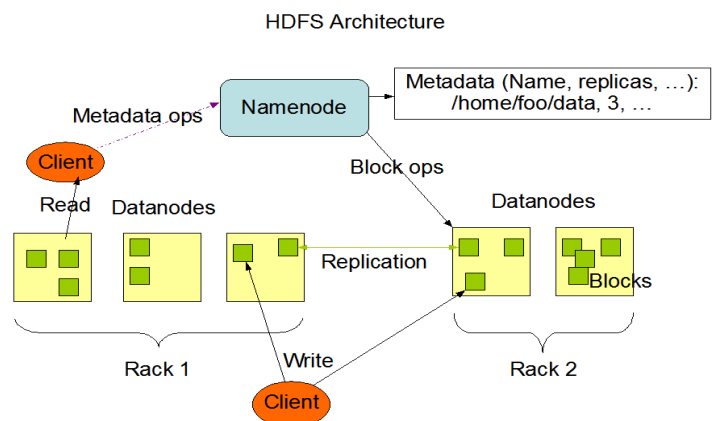 HDFS Architecture
Metadata (Name, replicas, …):
/home/foo/data, 3, …
Namenode
Metadata ops
Client
Block ops
Read
Datanodes
Datanodes
Replication
Blocks
Write
Rack 1
Rack 2
Client